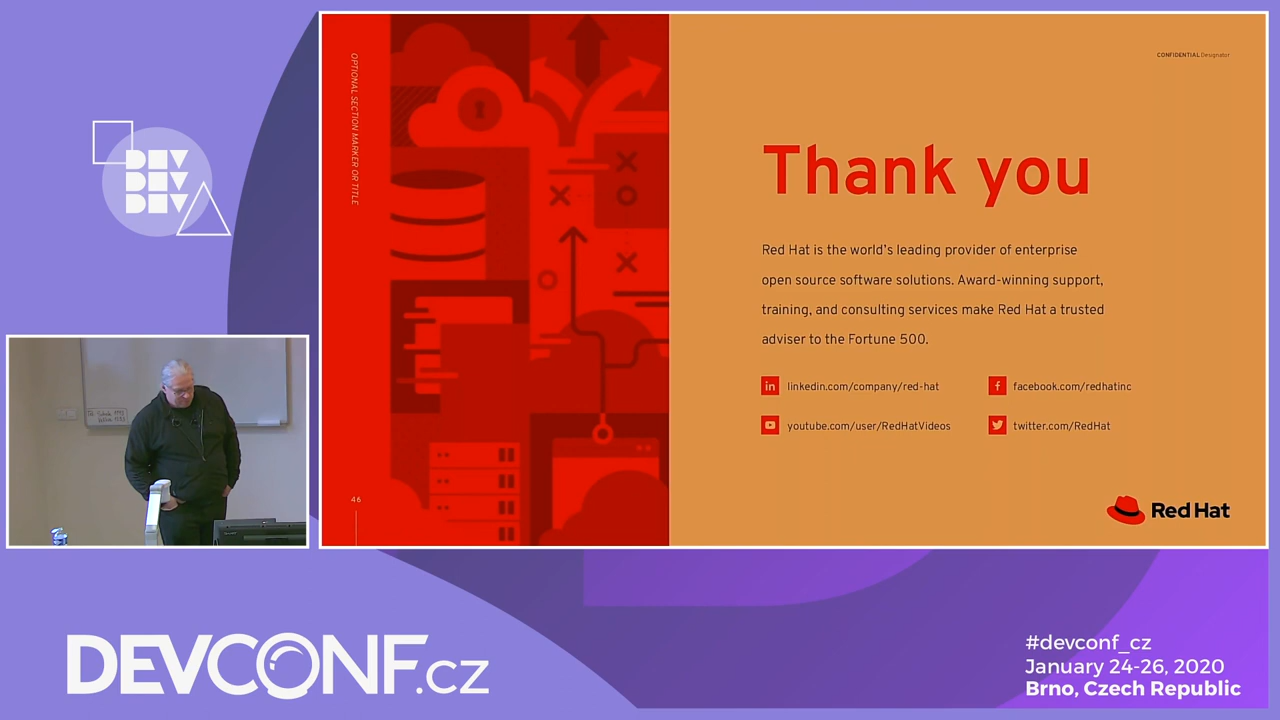 DEV
DEV
DEV
OPTIONAL SECTION MARKER OR TITLE
46
CONFIDENTIAL Designator
Thank you
Red Hat is the world's leading provider of enterprise
open source software solutions. Award-winning support,
training, and consulting services make Red Hat a trusted
adviser to the Fortune 500.
in linkedin.com/company/red-hat
f facebook.com/redhatinc
youtube.com/user/RedHatVideos
twitter.com/RedHat
Red Hat
DEVCONF.cz
#devconf_cz
January 24-26, 2020
Brno, Czech Republic